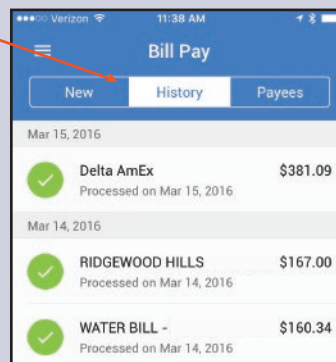 Verizon 11:38 AM
Bill Pay
New History Payees
Mar 15, 2016
Delta AmEx $381.09
Processed on Mar 15, 2016
Mar 14, 2016
RIDGEWOOD HILLS $167.00
Processed on Mar 14, 2016
WATER BILL - $160.34
Processed on Mar 14, 2016